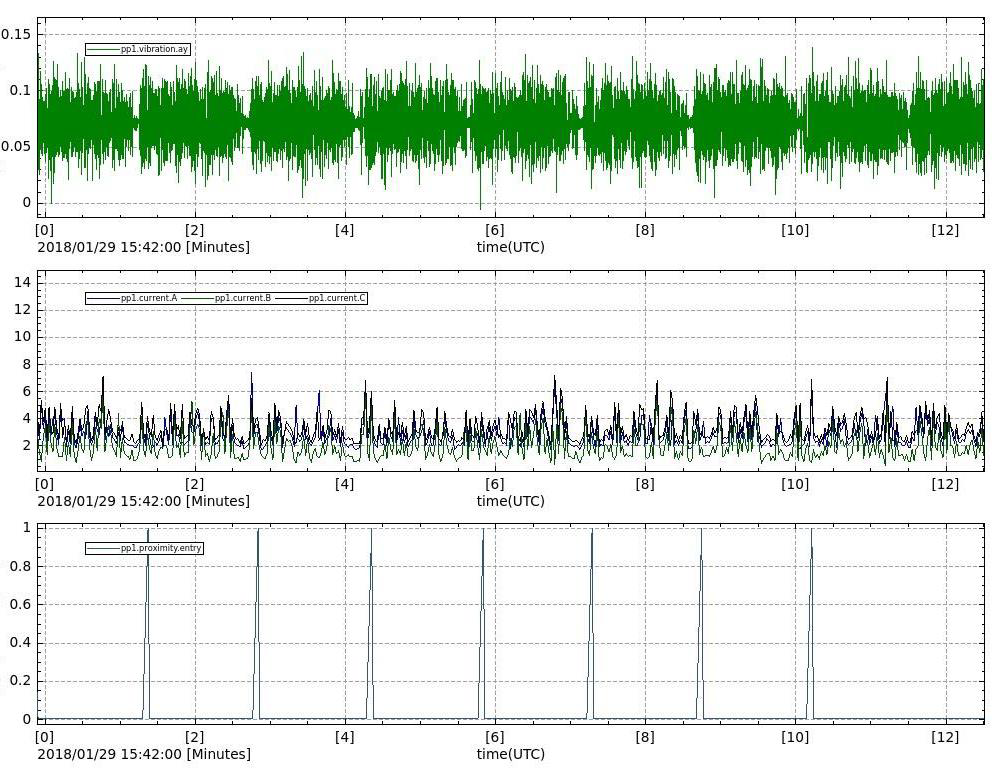 0.15
pp1.vibration.ay
0.1
0.05
0
[0] [2] [4] [6] [8] [10] [12]
2018/01/29 15:42:00 [Minutes] time(UTC)
14
pp1.current.A pp1.current.B pp1.current.C
12
10
8
6
4
2
[0] [2] [4] [6] [8] [10] [12]
2018/01/29 15:42:00 [Minutes] time(UTC)
1
pp1.proximity.entry
0.8
0.6
0.4
0.2
0
[0] [2] [4] [6] [8] [10] [12]
2018/01/29 15:42:00 [Minutes] time(UTC)